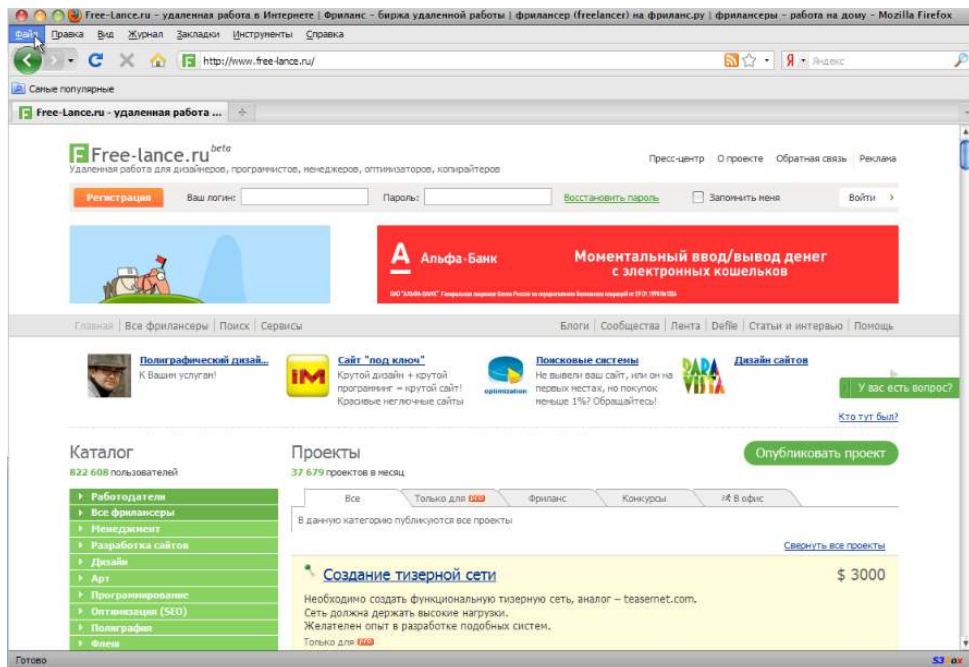 Free-Lance.ru - удаленная работа в Интернете | Фриланс - биржа удаленной работы | фрилансер (freelancer) на фриланс.ру | фрилансеры - работа на дому - Mozilla Firefox
Файл Правка Вид Журнал Закладки Инструменты Справка
http://www.free-lance.ru/ Яндекс
Самые популярные
Free-Lance.ru - удаленная работа ...
Free-lance.ru beta
Удаленная работа для дизайнеров, программистов, менеджеров, оптимизаторов, копирайтеров
Пресс-центр О проекте Обратная связь Реклама
Регистрация Ваш логин: Пароль: Восстановить пароль Запомнить меня Войти
А Альфа-Банк Моментальный ввод/вывод денег
с электронных кошельков
Главная | Все фрилансеры | Поиск | Сервисы Блоги | Сообщества | Лента | Defile | Статьи и интервью | Помощь
Полиграфический дизай...
К Вашим услугам!
iM
Сайт "под ключ"
Крутой дизайн + крутой
программинг = крутой сайт!
Красивые неглючные сайты
optimization
Поисковые системы
Не вывели ваш сайт, или он на
первых местах, но покупок
меньше 1%? Обращайтесь!
PARA
VISTA
Дизайн сайтов
У вас есть вопрос?
Кто тут был?
Каталог
822 608 пользователей
Работодатели
Все фрилансеры
Менеджмент
Разработка сайтов
Дизайн
Арт
Программирование
Оптимизация (SEO)
Полиграфия
Флеш
Проекты
37 679 проектов в месяц
Опубликовать проект
Все Только для PRO Фриланс Конкурсы В офис
В данную категорию публикуются все проекты
Свернуть все проекты
Создание тизерной сети $ 3000
Необходимо создать функциональную тизерную сеть, аналог – teasernet.com.
Сеть должна держать высокие нагрузки.
Желателен опыт в разработке подобных систем.
Только для PRO
Готово